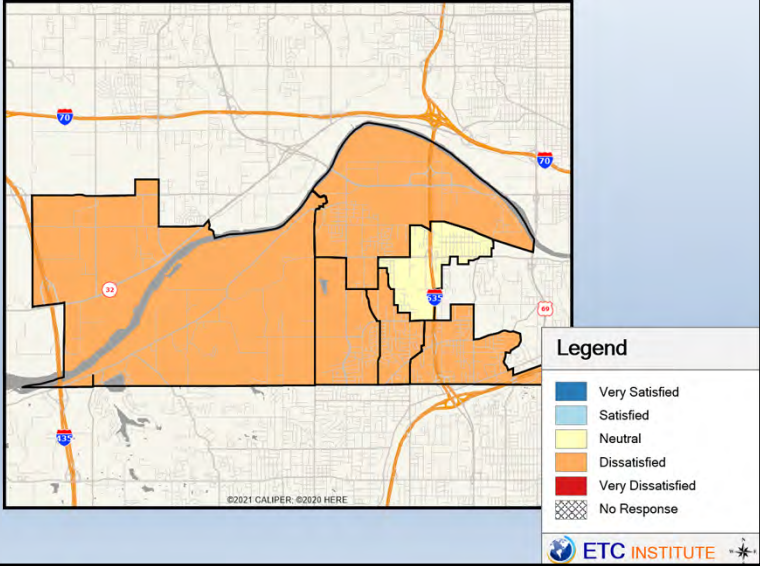 70
70
32
635
69
435
©2021 CALIPER; ©2020 HERE
Legend
Very Satisfied
Satisfied
Neutral
Dissatisfied
Very Dissatisfied
No Response
ETC INSTITUTE